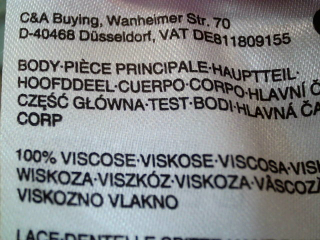 C&A Buying, Wanheimer Str. 70
D-40468 Düsseldorf, VAT DE811809155
BODY·PIÈCE PRINCIPALE·HAUPTTEIL·
HOOFDDEEL·CUERPO·CORPO·HLAVNÍ
CZĘŚĆ GŁÓWNA·TEST·BODI·HLAVNÁ
CORP
100% VISCOSE·VISKOSE·VISCOSA·
WISKOZA·VISZKÓZ·VISKOZA·
VISKOZNO VLAKNO
LACE·DENTELLE